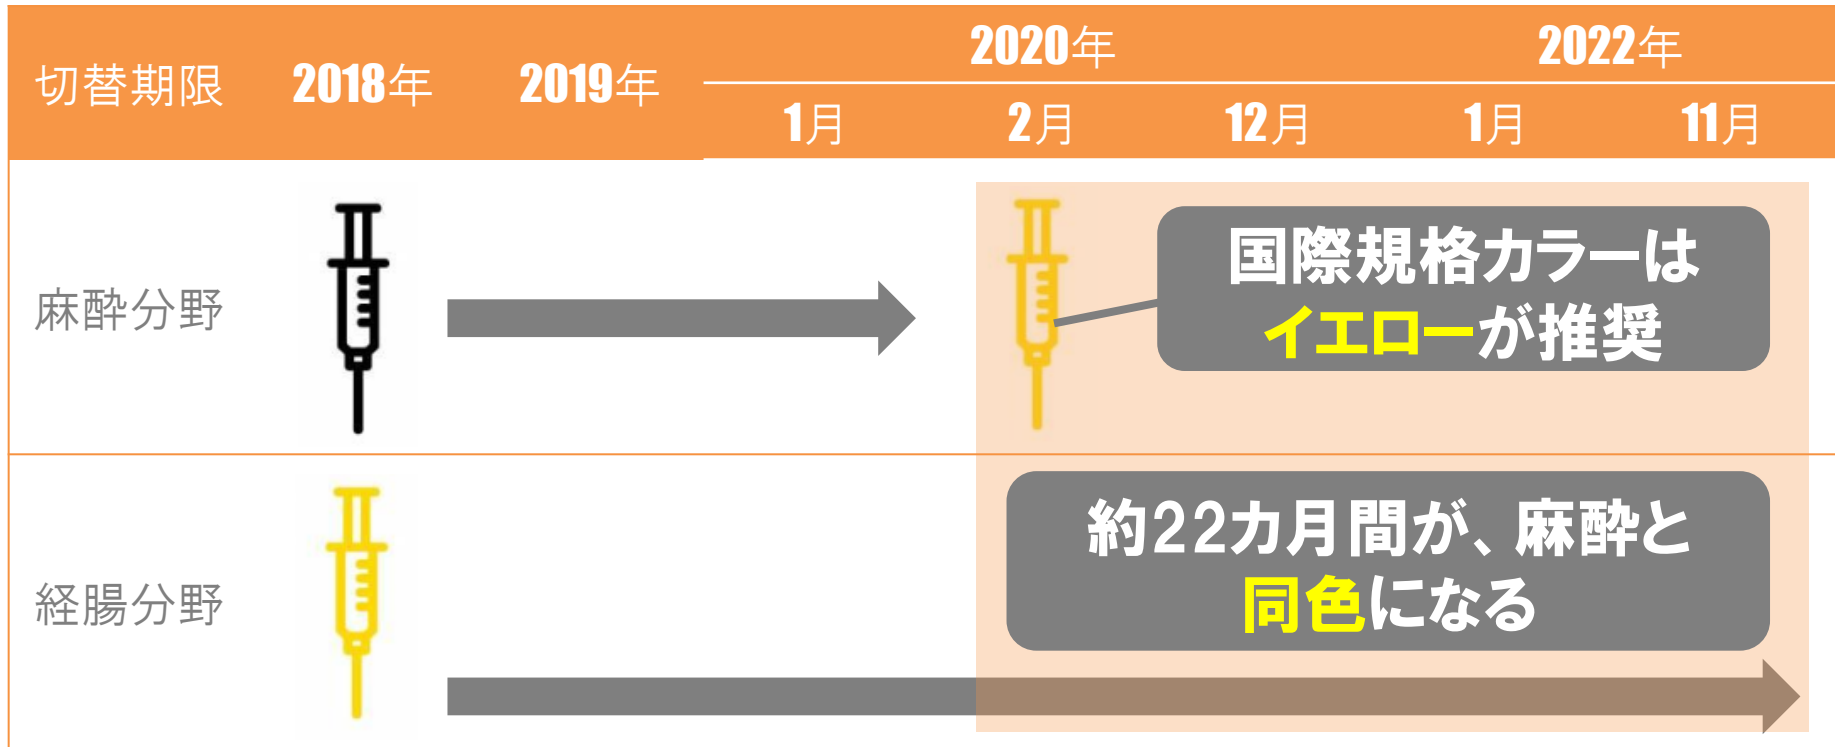 切替期限
2018年
2019年
2020年
2022年
1月
2月
12月
1月
11月
麻酔分野
国際規格カラーは
イエローが推奨
経腸分野
約22カ月間が、麻酔と
同色になる